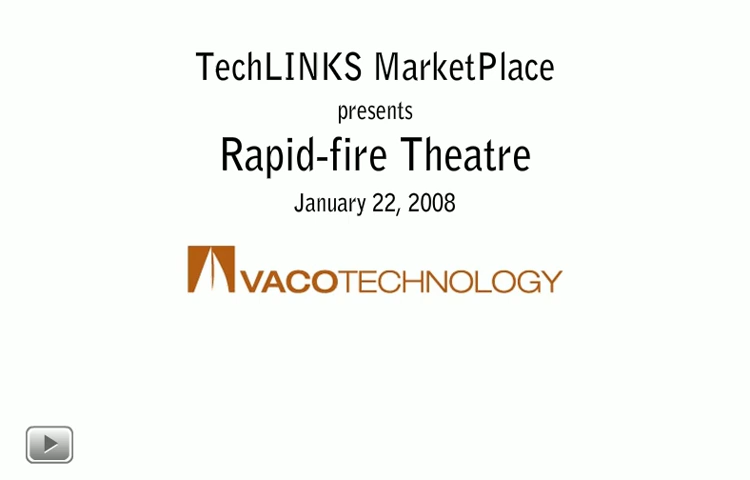 TechLINKS MarketPlace
presents
Rapid-fire Theatre
January 22, 2008
VACOTECHNOLOGY